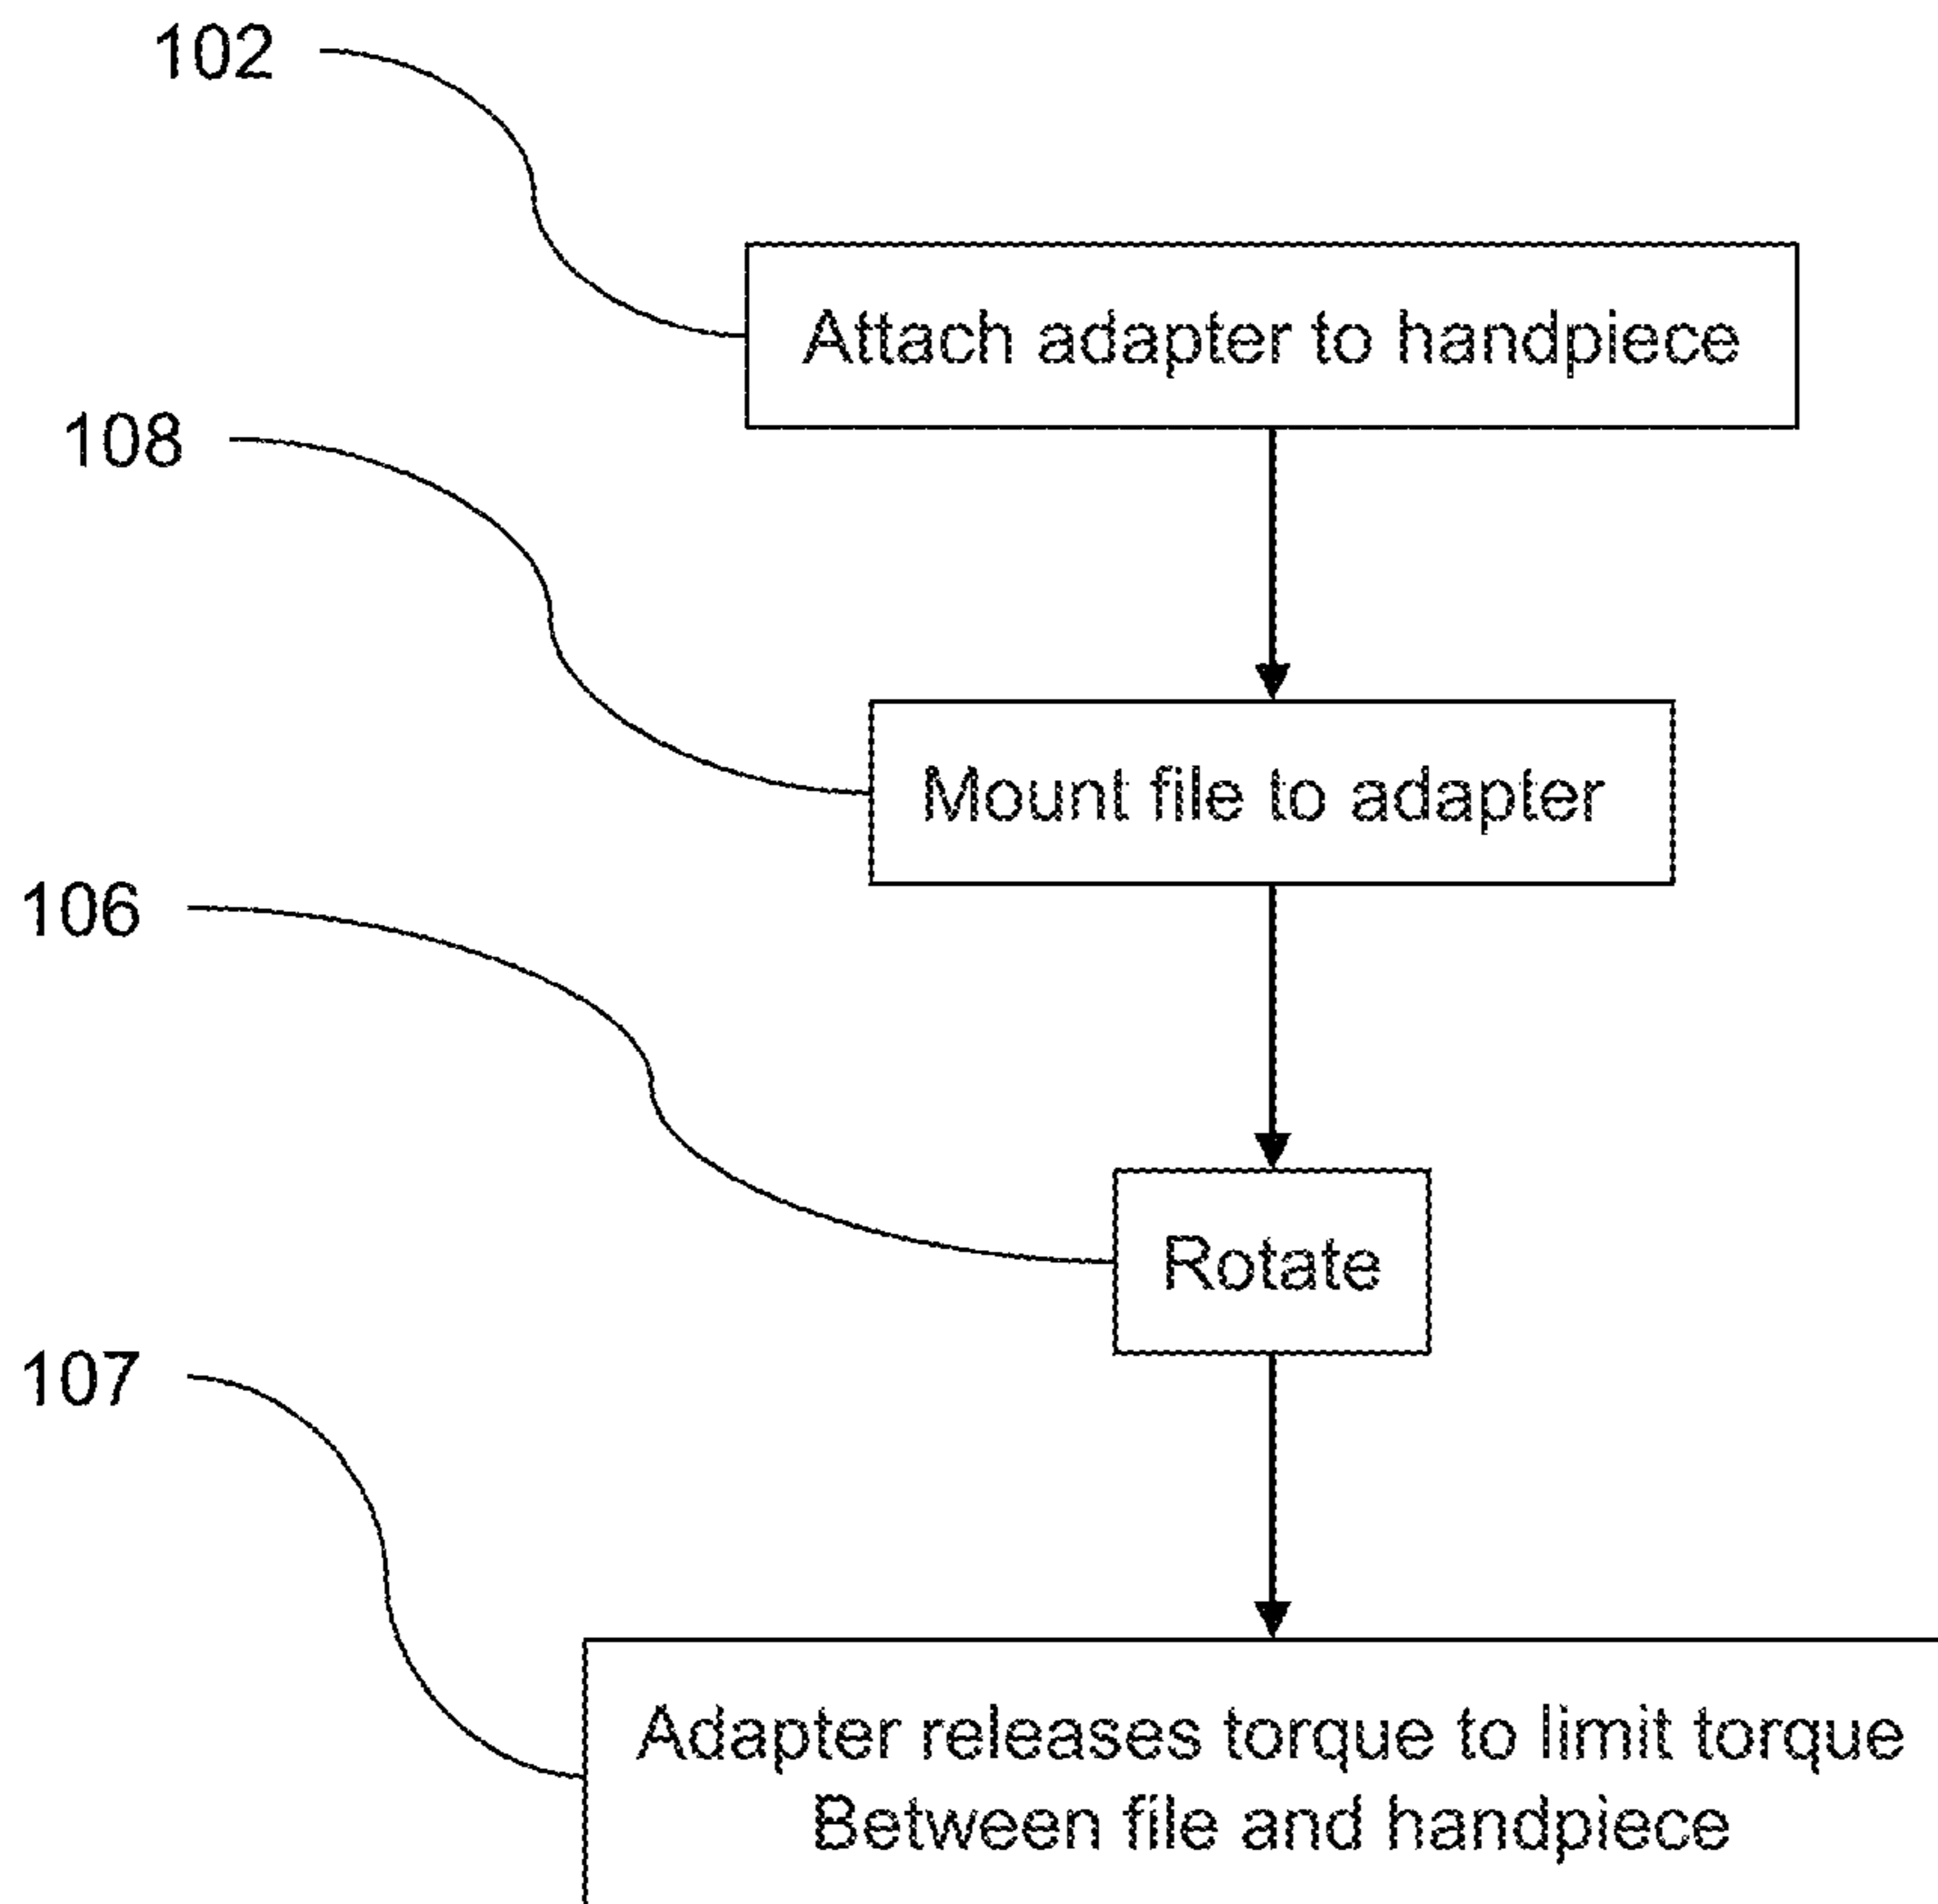 102
Attach adapter to handpiece
108
Mount file to adapter
106
Rotate
107
Adapter releases torque to limit torque
Between file and handpiece